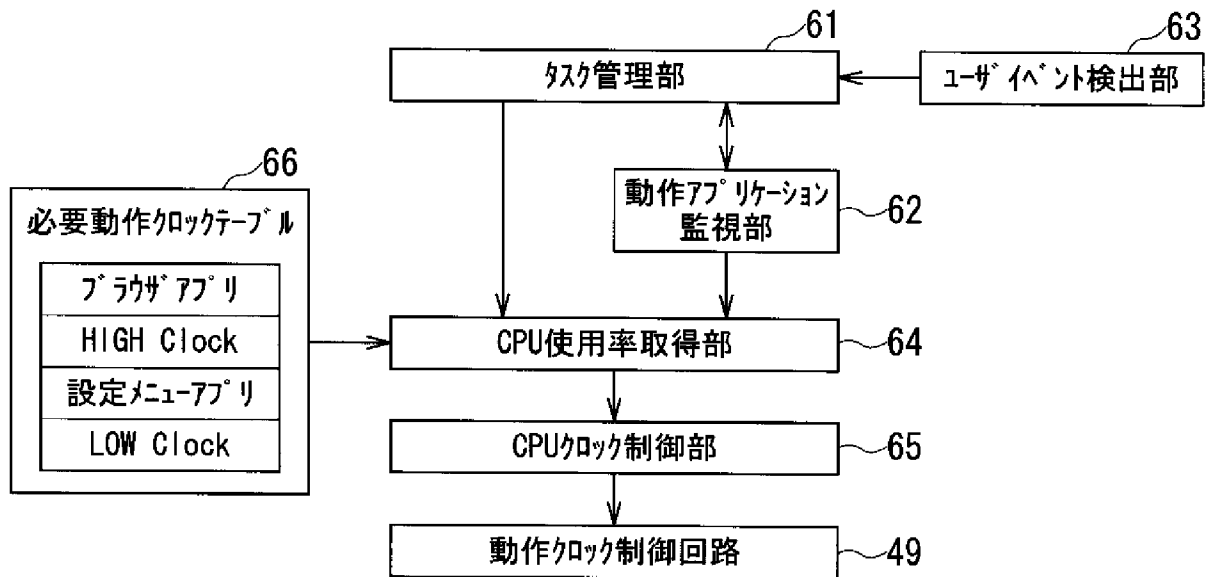 61
タスク管理部
63
ユーザイベント検出部
66
必要動作クロックテーブル
ブラウザアプリ
HIGH Clock
設定メニューアプリ
LOW Clock
動作アプリケーション
監視部
62
CPU使用率取得部
64
CPUクロック制御部
65
動作クロック制御回路
49